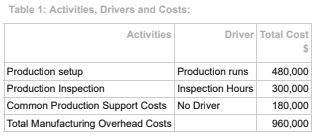 Table 1: Activities, Drivers and Costs:
Activities Driver Total Cost
$
Production setup Production runs 480,000
Production Inspection Inspection Hours 300,000
Common Production Support Costs No Driver 180,000
Total Manufacturing Overhead Costs 960,000